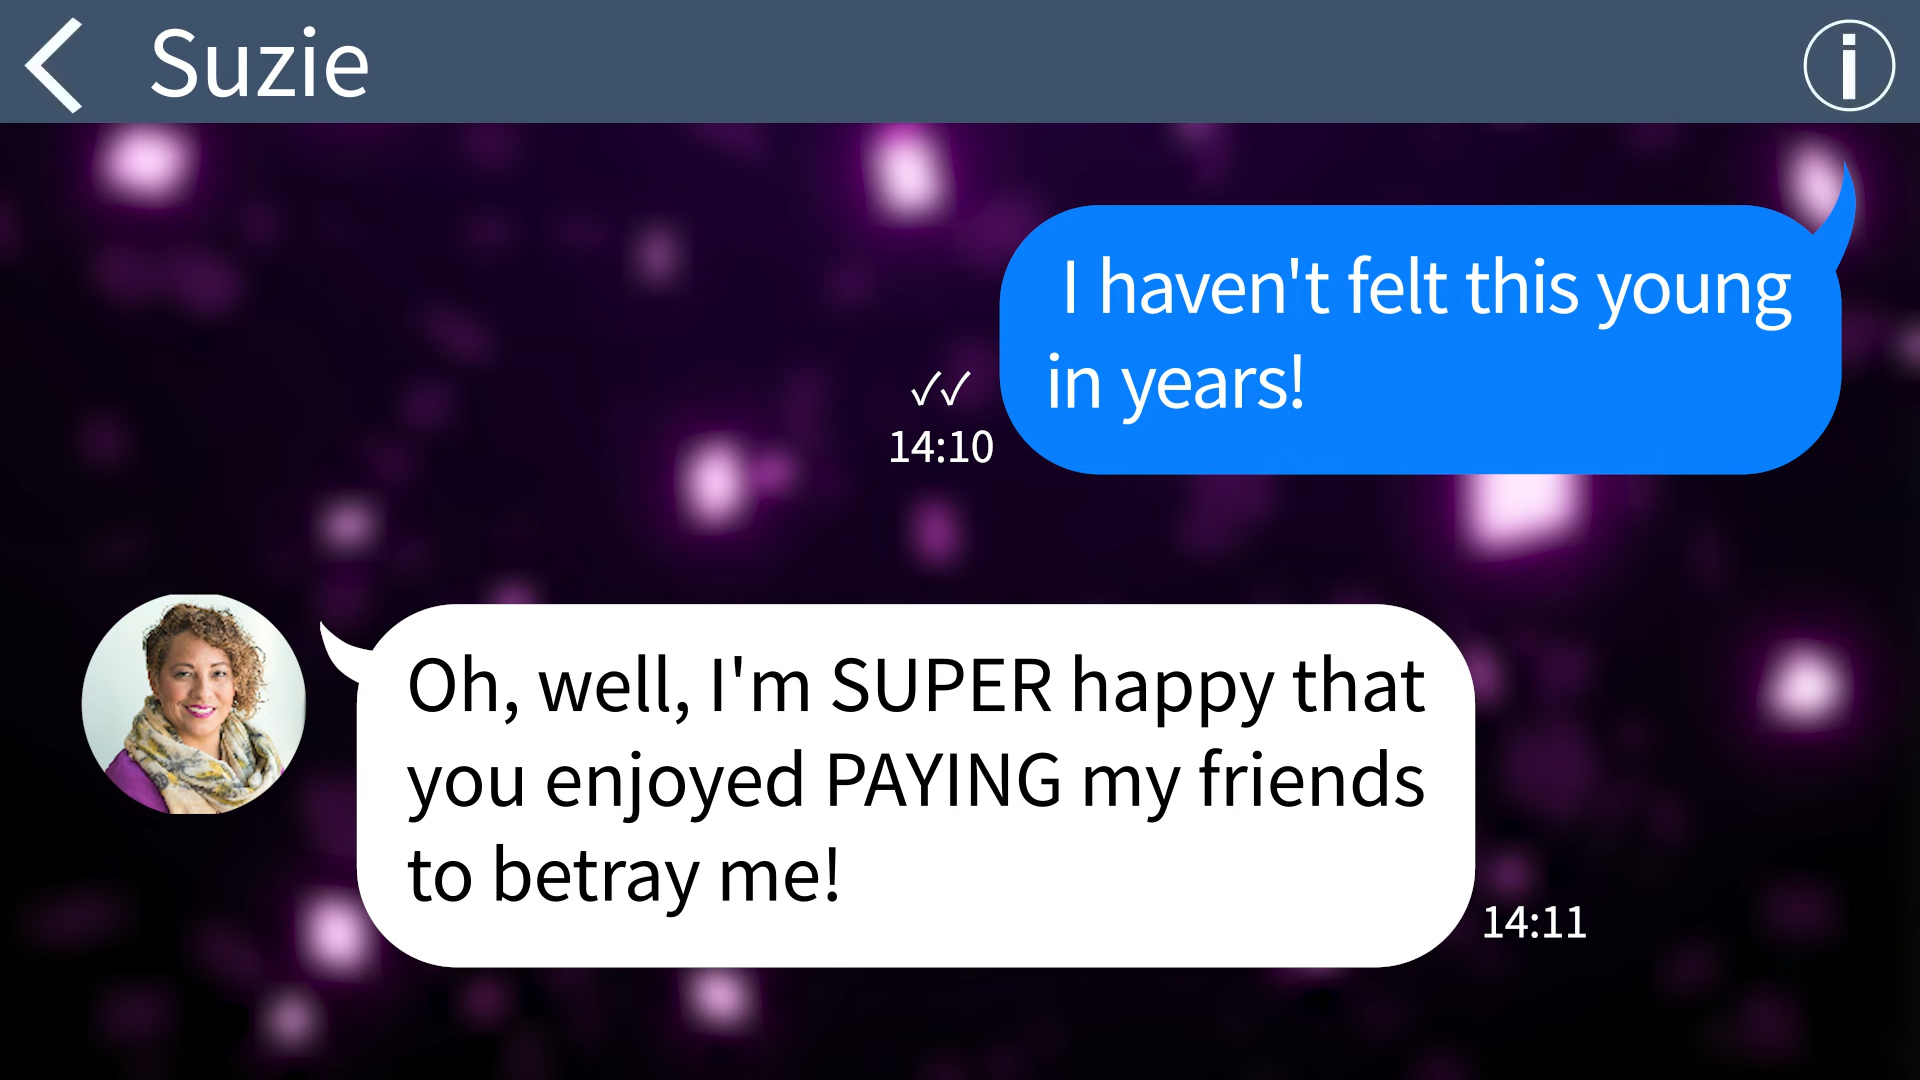 Suzie
I haven't felt this young
in years!
✓✓
14:10
Oh, well, I'm SUPER happy that
you enjoyed PAYING my friends
to betray me!
14:11